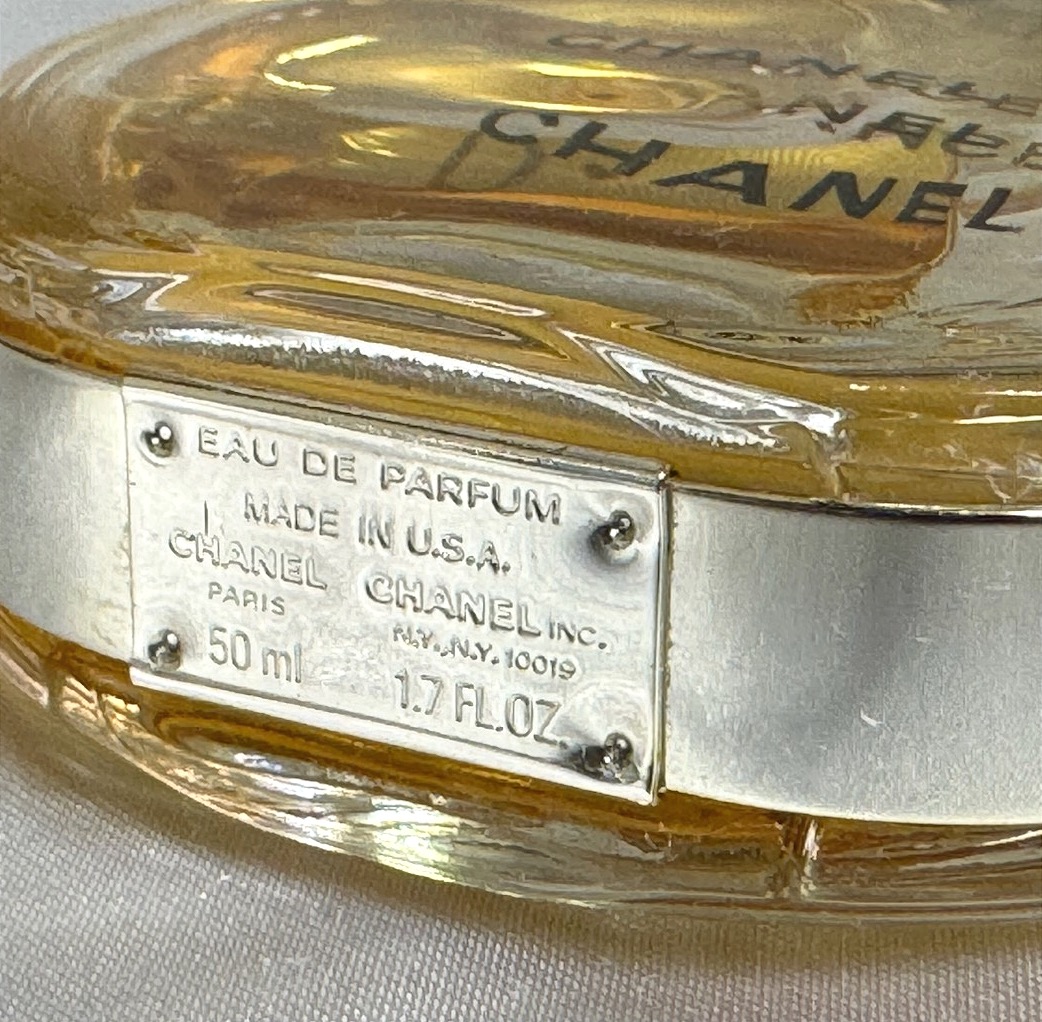 CHANEL
EAU DE PARFUM
MADE IN U.S.A.
CHANEL CHANEL INC.
PARIS N.Y., N.Y. 10019
50 ml 1.7 FL.OZ.